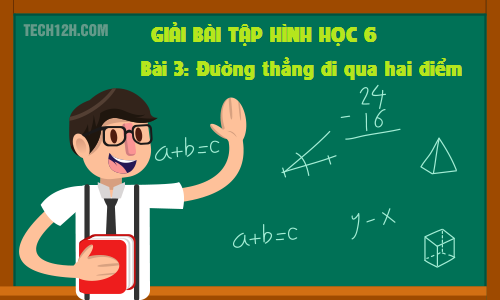 TECH12H.COM
GIẢI BÀI TẬP HÌNH HỌC 6
Bài 3: Đường thẳng đi qua hai điểm
24
- 16
a+b=c
a+b=c
y-x